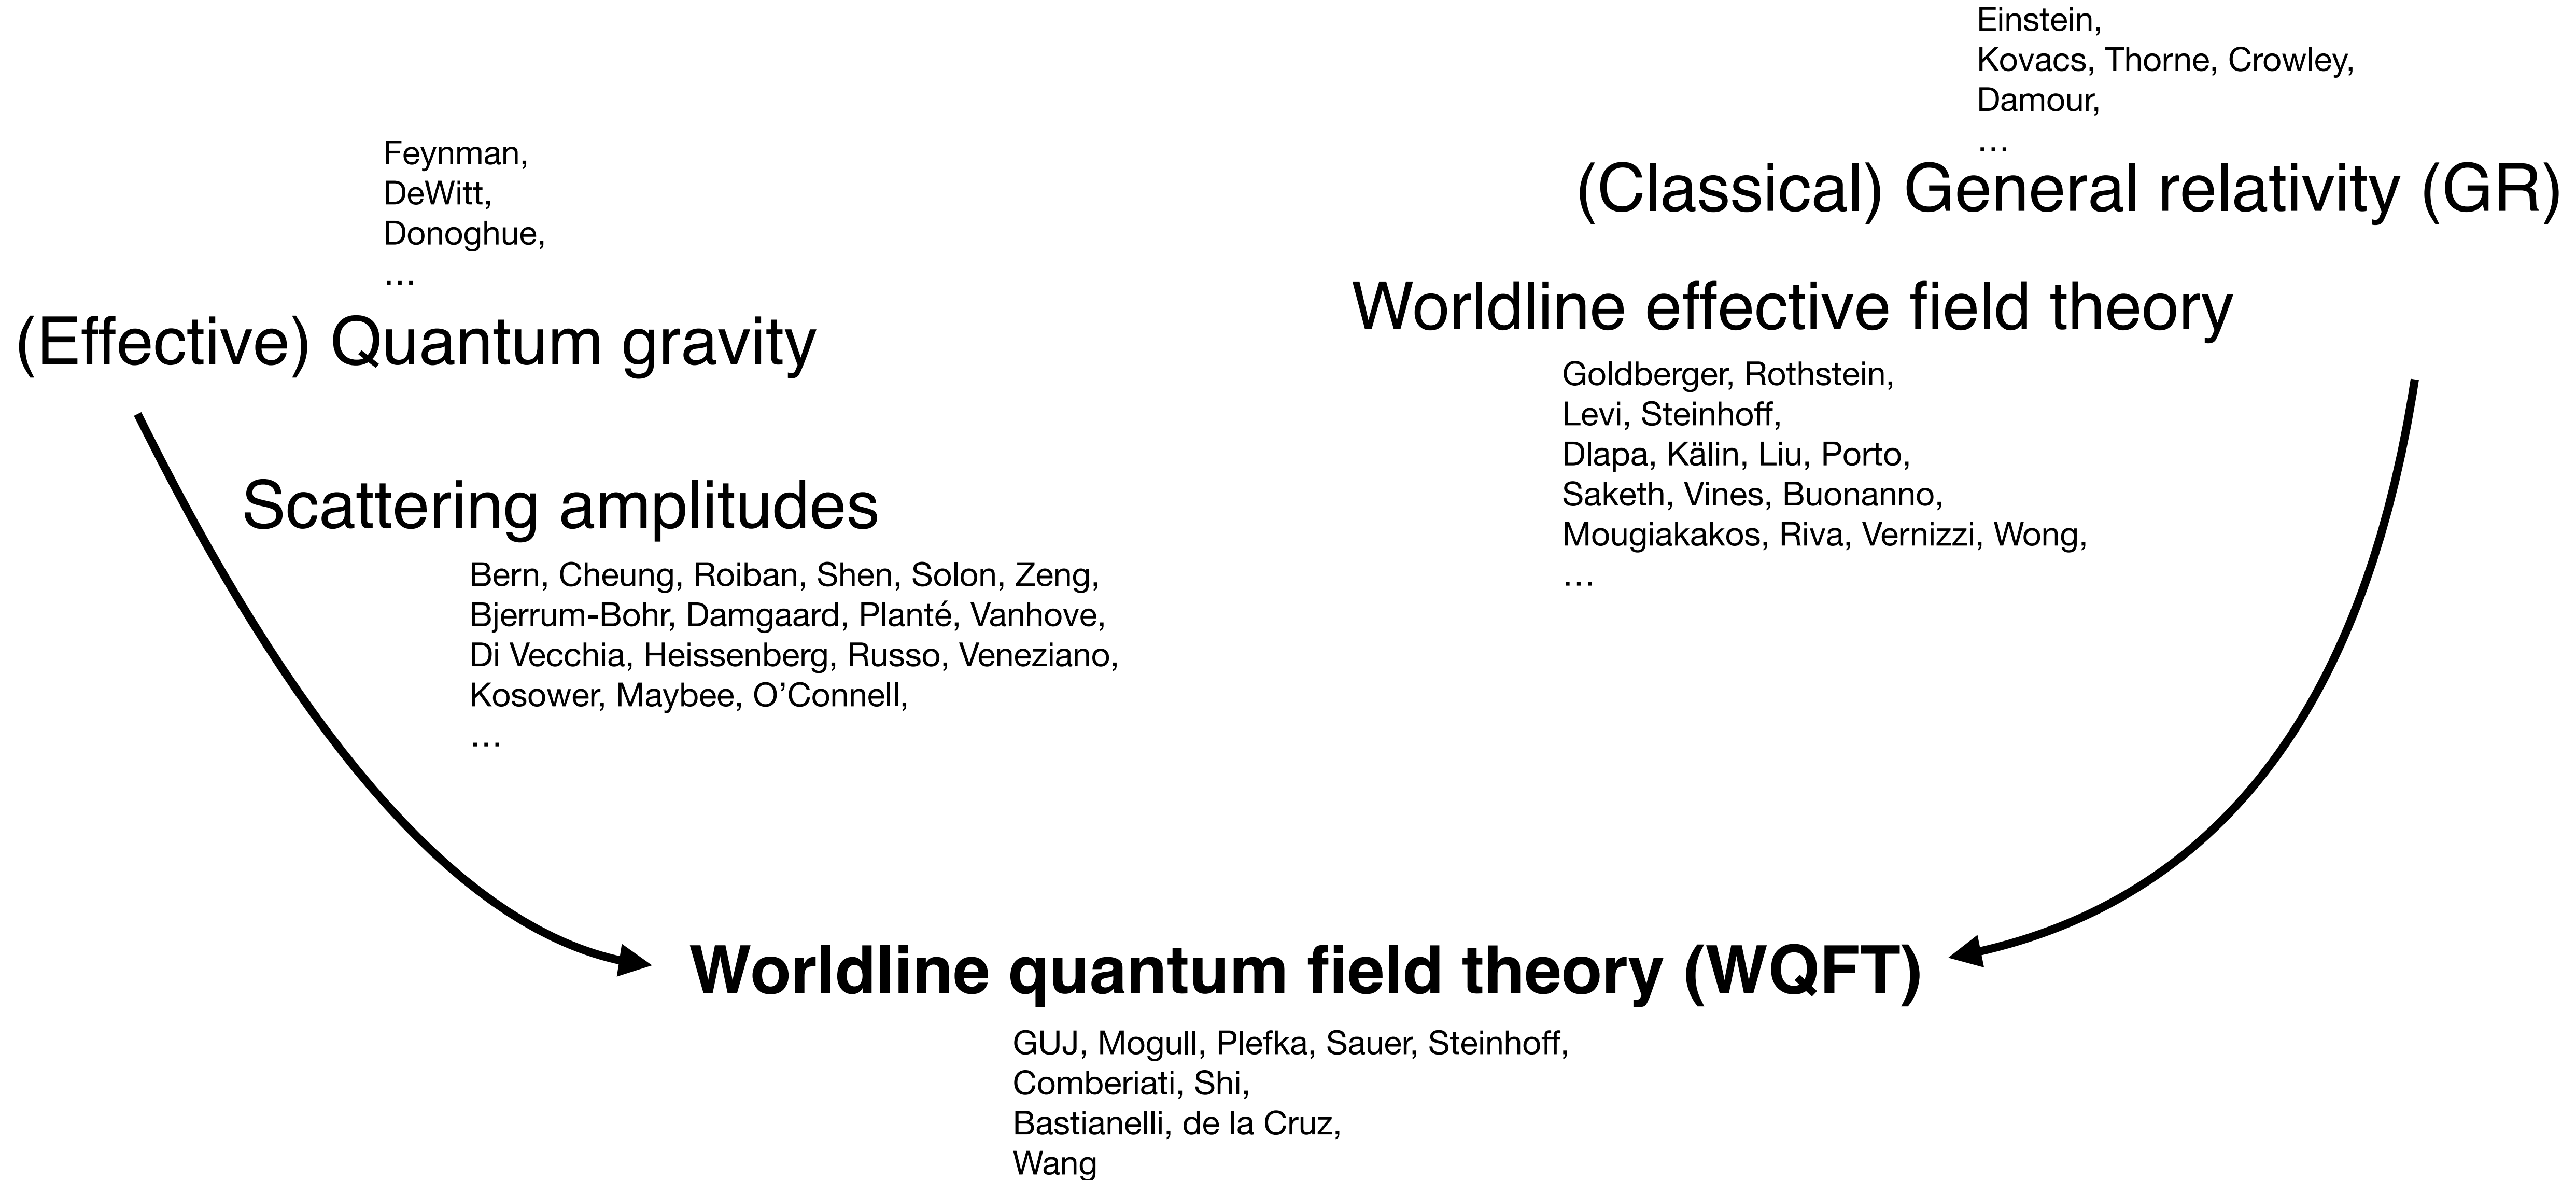 Einstein,
Kovacs, Thorne, Crowley,
Damour,
...
(Classical) General relativity (GR)
Feynman,
DeWitt,
Donoghue,
...
(Effective) Quantum gravity
Worldline effective field theory
Goldberger, Rothstein,
Levi, Steinhoff,
Dlapa, Kälin, Liu, Porto,
Saketh, Vines, Buonanno,
Mougiakakos, Riva, Vernizzi, Wong,
...
Scattering amplitudes
Bern, Cheung, Roiban, Shen, Solon, Zeng,
Bjerrum-Bohr, Damgaard, Planté, Vanhove,
Di Vecchia, Heissenberg, Russo, Veneziano,
Kosower, Maybee, O’Connell,
...
Worldline quantum field theory (WQFT)
GUJ, Mogull, Plefka, Sauer, Steinhoff,
Comberiati, Shi,
Bastianelli, de la Cruz,
Wang